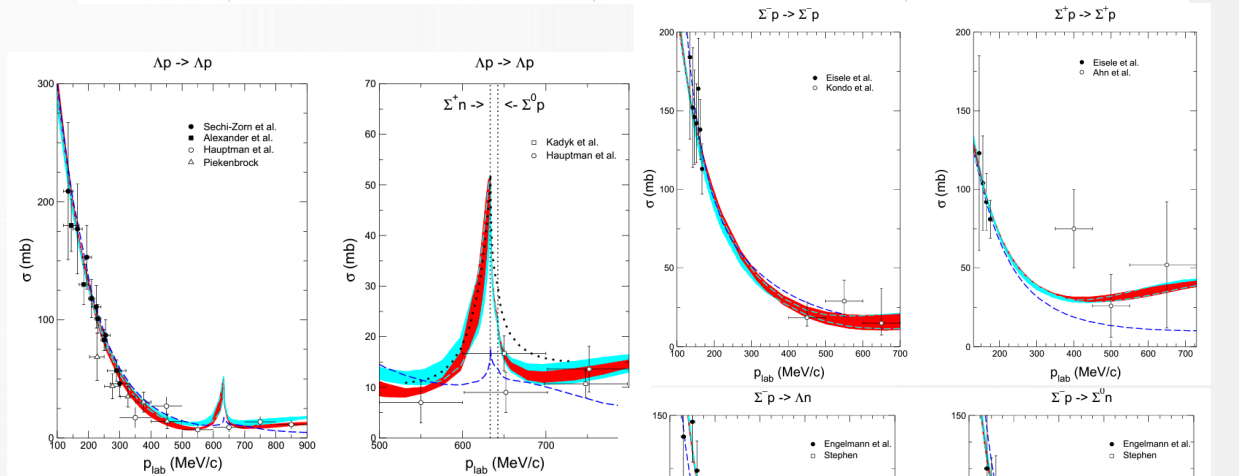 Λp -> Λp
300
200
100
0
σ (mb)
Sechi-Zorn et al.
Alexander et al.
Hauptman et al.
Piekenbrock
100 200 300 400 500 600 700 800 900
p_lab (MeV/c)
Λp -> Λp
70
60
50
40
30
20
10
0
σ (mb)
Σ⁺n -> <- Σ⁰p
Kadyk et al.
Hauptman et al.
500 600 700
p_lab (MeV/c)
Σ⁻p -> Σ⁻p
200
150
100
50
0
σ (mb)
Eisele et al.
Kondo et al.
100 200 300 400 500 600 700
p_lab (MeV/c)
Σ⁺p -> Σ⁺p
200
150
100
50
0
σ (mb)
Eisele et al.
Ahn et al.
200 300 400 500 600 700
p_lab (MeV/c)
Σ⁻p -> Λn
150
Engelmann et al.
Stephen
Σ⁻p -> Σ⁰n
150
Engelmann et al.
Stephen